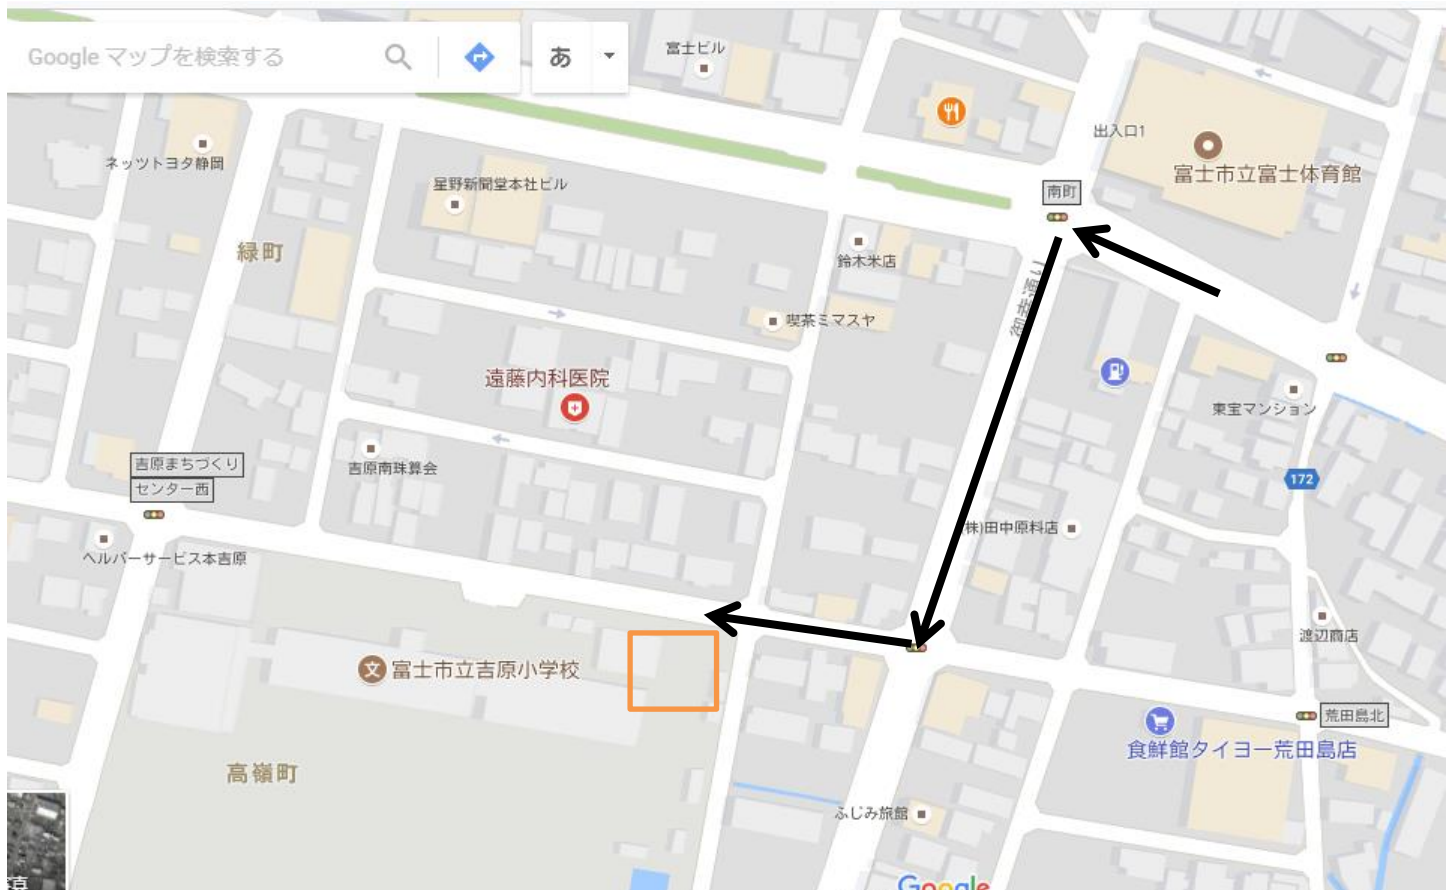 Google マップを検索する
あ
富士ビル
出入口1
富士市立富士体育館
ネッツトヨタ静岡
星野新聞堂本社ビル
南町
緑町
鈴木米店
御幸通り
喫茶ミマスヤ
遠藤内科医院
東宝マンション
吉原まちづくり
センター西
吉原南珠算会
172
(株)田中原料店
ヘルパーサービス本吉原
渡辺商店
富士市立吉原小学校
荒田島北
食鮮館タイヨー荒田島店
高嶺町
ふじみ旅館
Google